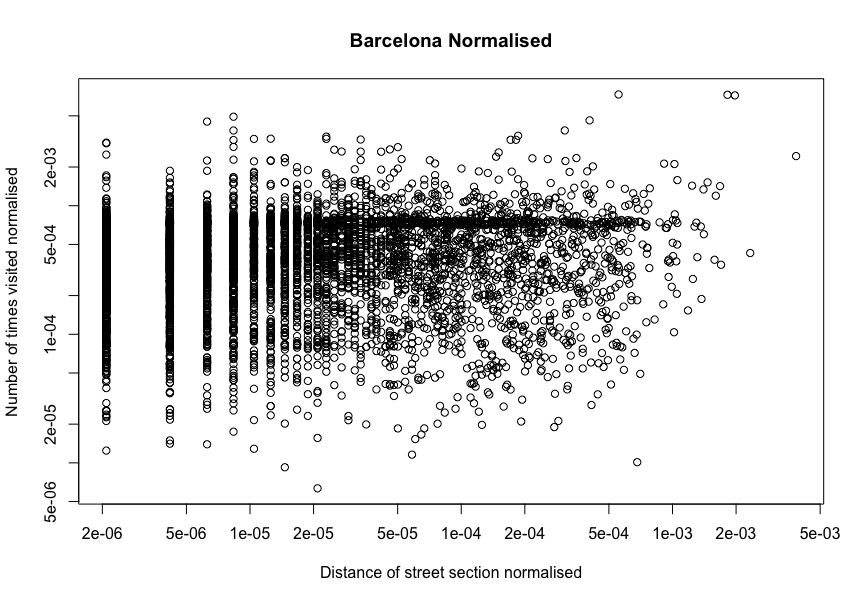 Barcelona Normalised
Number of times visited normalised
2e-03
5e-04
1e-04
2e-05
5e-06
2e-06 5e-06 1e-05 2e-05 5e-05 1e-04 2e-04 5e-04 1e-03 2e-03 5e-03
Distance of street section normalised